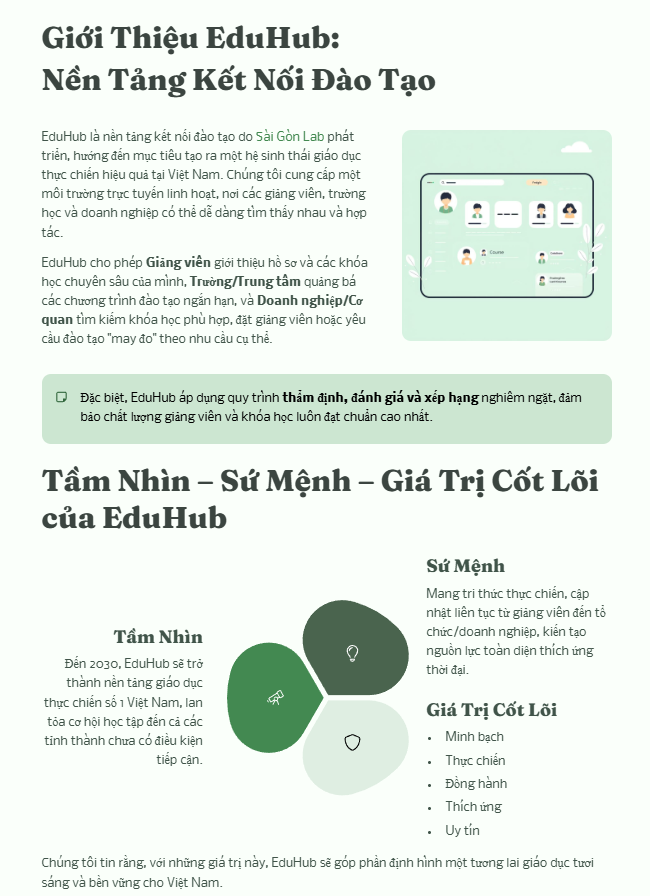 Giới Thiệu EduHub:
Nền Tảng Kết Nối Đào Tạo
EduHub là nền tảng kết nối đào tạo do Sài Gòn Lab phát
triển, hướng đến mục tiêu tạo ra một hệ sinh thái giáo dục
thực chiến hiệu quả tại Việt Nam. Chúng tôi cung cấp một
môi trường trực tuyến linh hoạt, nơi các giảng viên, trường
học và doanh nghiệp có thể dễ dàng tìm thấy nhau và hợp
tác.
EduHub cho phép Giảng viên giới thiệu hồ sơ và các khóa
học chuyên sâu của mình, Trường/Trung tâm quảng bá
các chương trình đào tạo ngắn hạn, và Doanh nghiệp/Cơ
quan tìm kiếm khóa học phù hợp, đặt giảng viên hoặc yêu
cầu đào tạo "may đo" theo nhu cầu cụ thể.
Course
Đặc biệt, EduHub áp dụng quy trình thẩm định, đánh giá và xếp hạng nghiêm ngặt, đảm
bảo chất lượng giảng viên và khóa học luôn đạt chuẩn cao nhất.
Tầm Nhìn – Sứ Mệnh – Giá Trị Cốt Lõi
của EduHub
Tầm Nhìn
Đến 2030, EduHub sẽ trở
thành nền tảng giáo dục
thực chiến số 1 Việt Nam, lan
tỏa cơ hội học tập đến cả các
tỉnh thành chưa có điều kiện
tiếp cận.
Sứ Mệnh
Mang tri thức thực chiến, cập
nhật liên tục từ giảng viên đến tổ
chức/doanh nghiệp, kiến tạo
nguồn lực toàn diện thích ứng
thời đại.
Giá Trị Cốt Lõi
• Minh bạch
• Thực chiến
• Đồng hành
• Thích ứng
• Uy tín
Chúng tôi tin rằng, với những giá trị này, EduHub sẽ góp phần định hình một tương lai giáo dục tươi
sáng và bền vững cho Việt Nam.